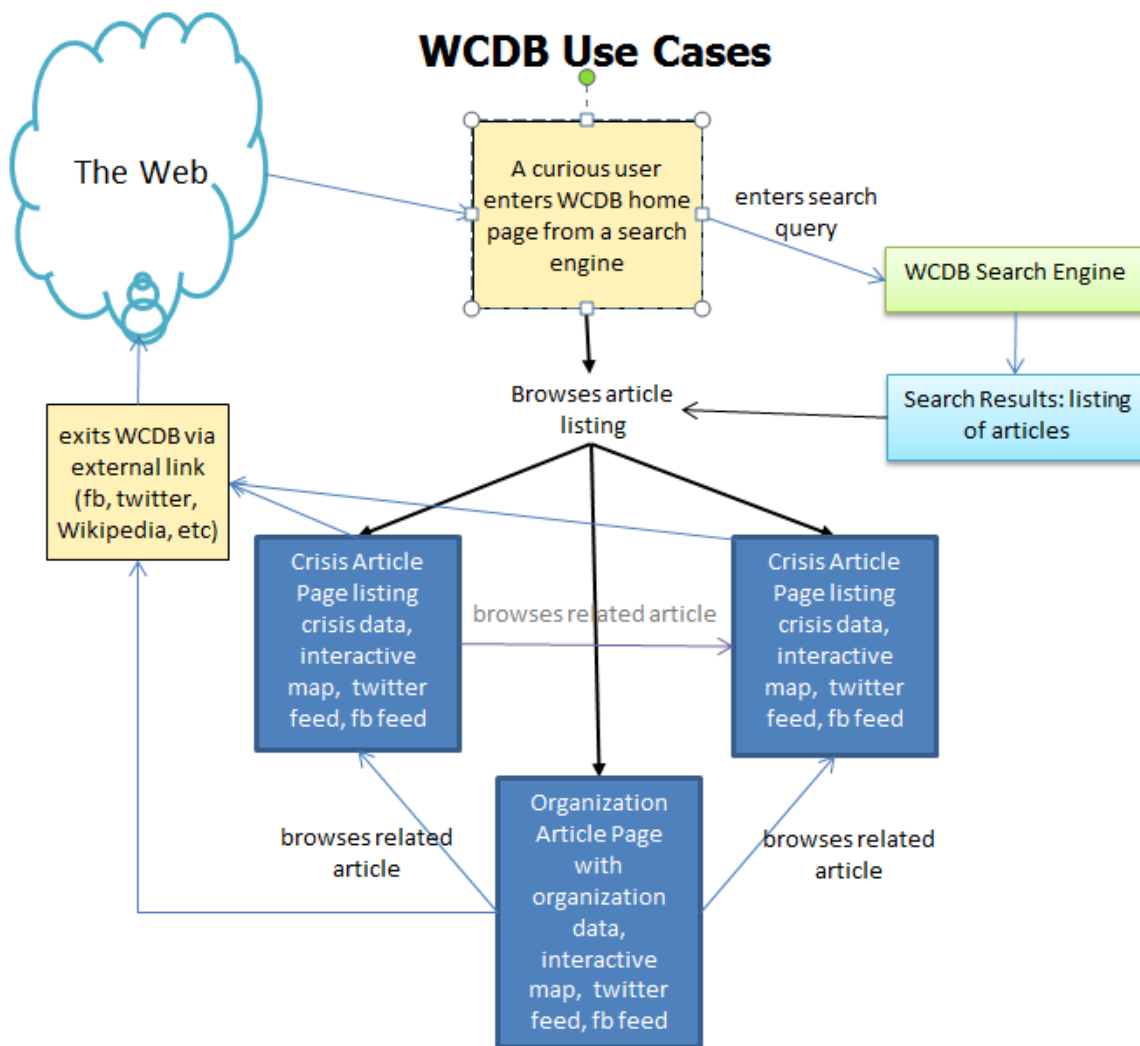 WCDB Use Cases
The Web
A curious user
enters WCDB home
page from a search
engine
enters search
query
WCDB Search Engine
Browses article
listing
Search Results: listing
of articles
exits WCDB via
external link
(fb, twitter,
Wikipedia, etc)
Crisis Article
Page listing
crisis data,
interactive
map, twitter
feed, fb feed
browses related article
Crisis Article
Page listing
crisis data,
interactive
map, twitter
feed, fb feed
browses related
article
Organization
Article Page
with
organization
data,
interactive
map, twitter
feed, fb feed
browses related
article